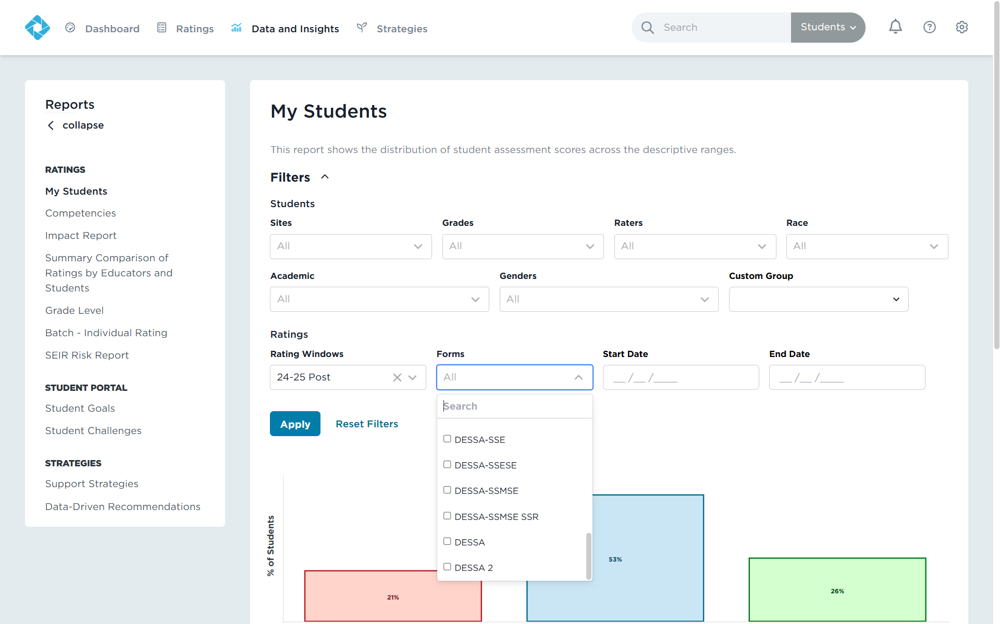 Dashboard
Ratings
Data and Insights
Strategies
Search
Students
Reports
collapse
RATINGS
My Students
Competencies
Impact Report
Summary Comparison of
Ratings by Educators and
Students
Grade Level
Batch - Individual Rating
SEIR Risk Report
STUDENT PORTAL
Student Goals
Student Challenges
STRATEGIES
Support Strategies
Data-Driven Recommendations
My Students
This report shows the distribution of student assessment scores across the descriptive ranges.
Filters
Students
Sites
Grades
Raters
Race
All
All
All
All
Academic
Genders
Custom Group
All
All
Ratings
Rating Windows
Forms
Start Date
End Date
24-25 Post
All
__ /__ /____
__ /__ /____
Apply
Reset Filters
Search
DESSA-SSE
DESSA-SSESE
DESSA-SSMSE
DESSA-SSMSE SSR
DESSA
DESSA 2
% of Students
21%
53%
26%